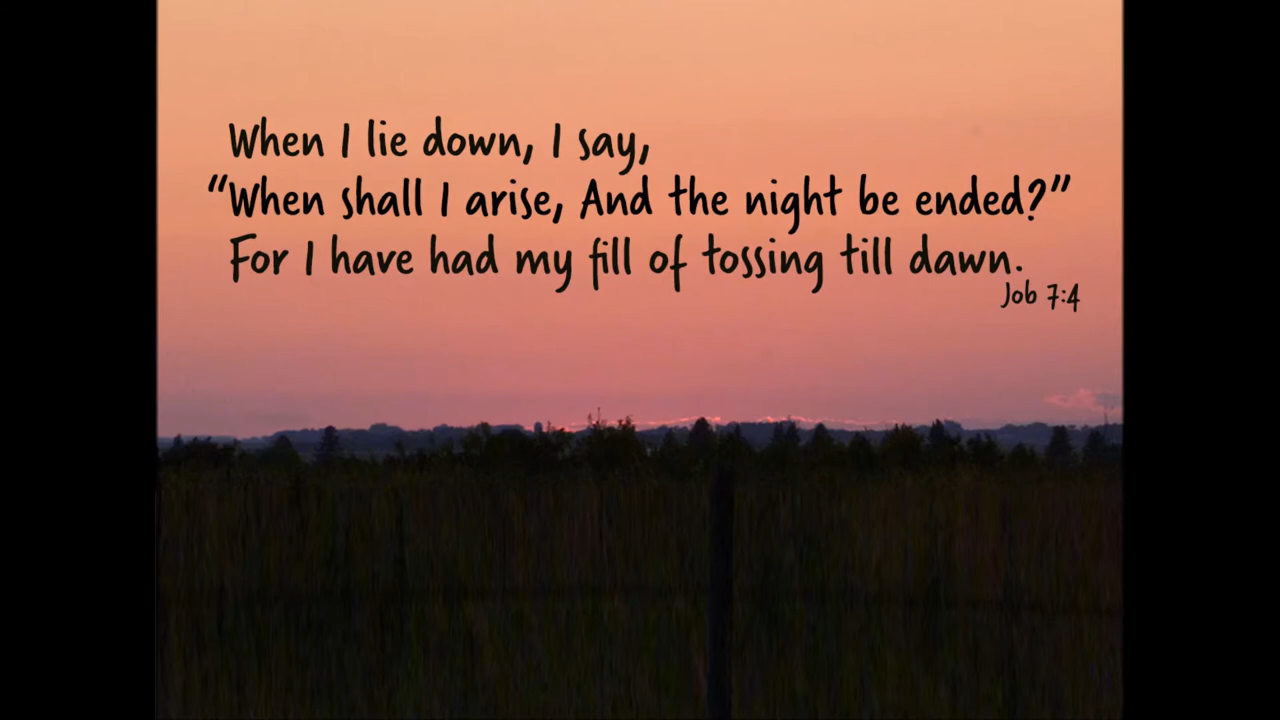 When I lie down, I say,
“When shall I arise, And the night be ended?”
For I have had my fill of tossing till dawn.
Job 7:4